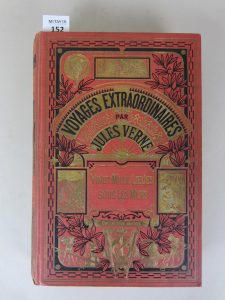 152
VOYAGES EXTRAORDINAIRES
PAR
JULES VERNE
VINGT MILLE LIEUES
SOUS LES MERS